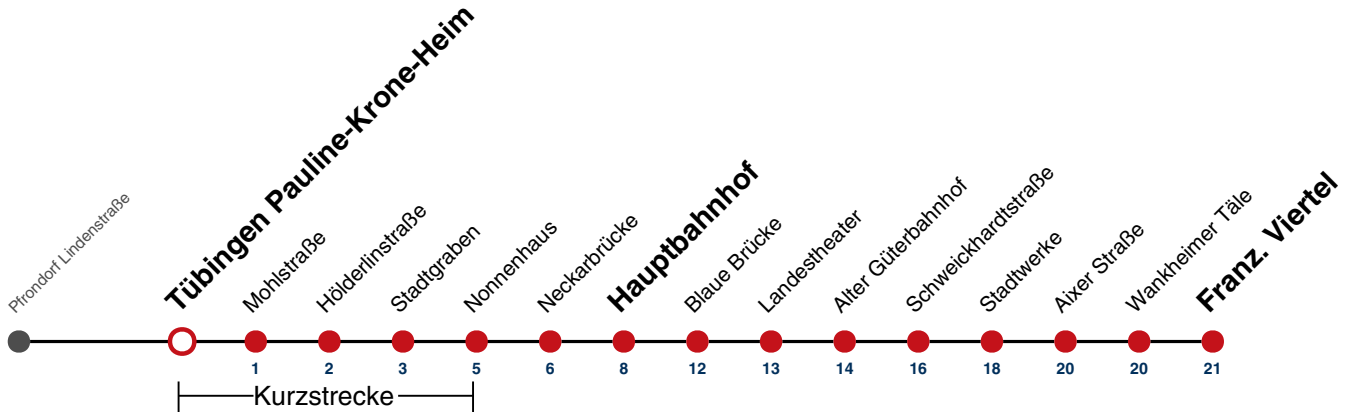 Pfrondorf Lindenstraße
Tübingen Pauline-Krone-Heim
Mohlstraße
Hölderlinstraße
Stadtgraben
Nonnenhaus
Neckarbrücke
Hauptbahnhof
Blaue Brücke
Landestheater
Alter Güterbahnhof
Schweickhardtstraße
Stadtwerke
Aixer Straße
Wankheimer Täle
Franz. Viertel
1 2 3 5 6 8 12 13 14 16 18 20 20 21
Kurzstrecke